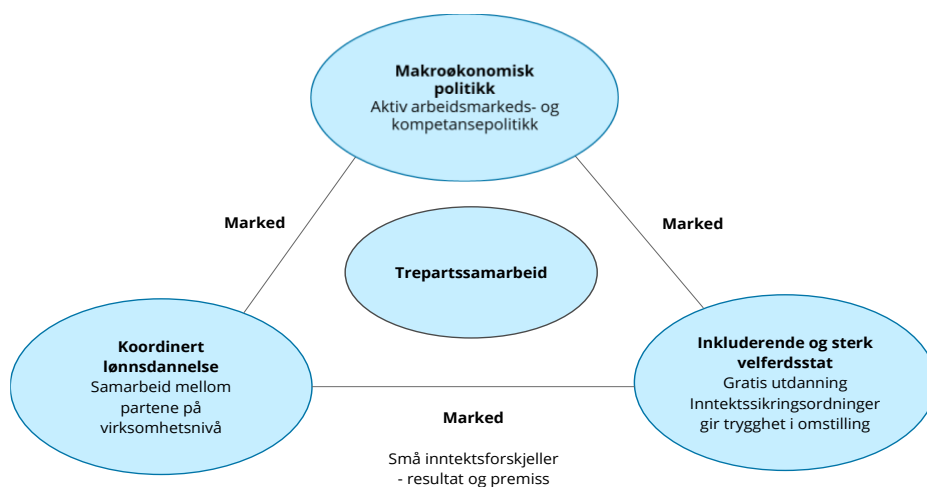 Makroøkonomisk
politikk
Aktiv arbeidsmarkeds- og
kompetansepolitikk
Marked
Marked
Trepartssamarbeid
Koordinert
lønnsdannelse
Samarbeid mellom
partene på
virksomhetsnivå
Inkluderende og sterk
velferdsstat
Gratis utdanning
Inntektssikringsordninger
gir trygghet i omstilling
Marked
Små inntektsforskjeller
- resultat og premiss